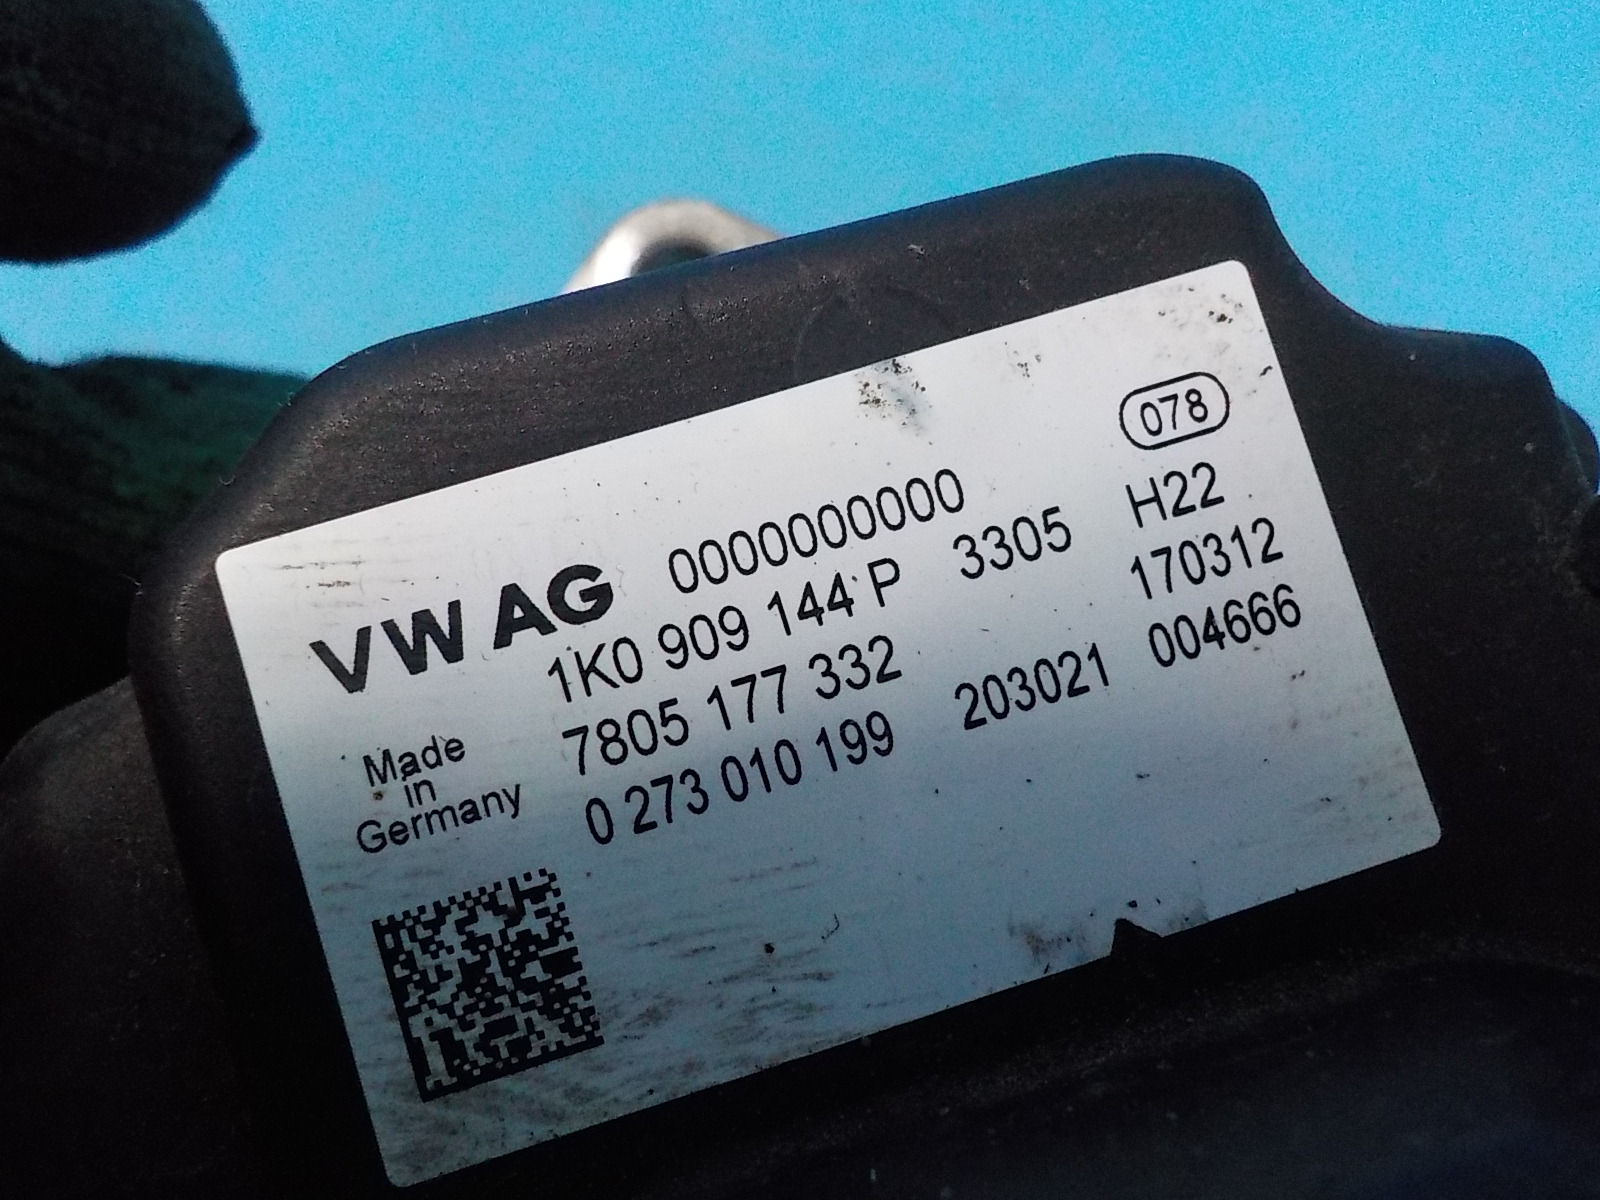 078
VW AG 0000000000 H22
1K0 909 144 P 3305 170312
7805 177 332 203021 004666
0 273 010 199
Made
in
Germany